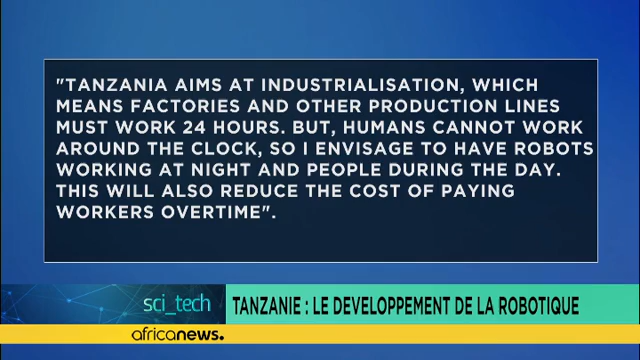 "TANZANIA AIMS AT INDUSTRIALISATION, WHICH
MEANS FACTORIES AND OTHER PRODUCTION LINES
MUST WORK 24 HOURS. BUT, HUMANS CANNOT WORK
AROUND THE CLOCK, SO I ENVISAGE TO HAVE ROBOTS
WORKING AT NIGHT AND PEOPLE DURING THE DAY.
THIS WILL ALSO REDUCE THE COST OF PAYING
WORKERS OVERTIME".
sci_tech
TANZANIE : LE DEVELOPPEMENT DE LA ROBOTIQUE
africanews.